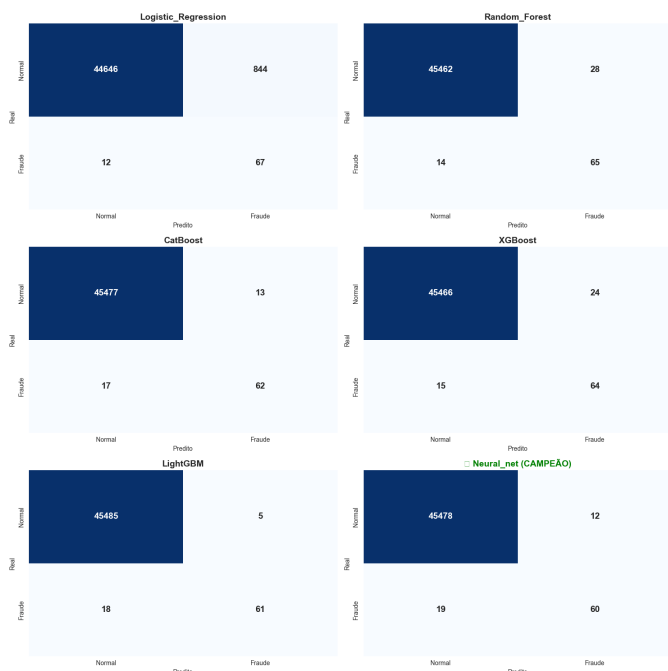 Logistic_Regression
Normal
44646
844
Real
Fraude
12
67
Normal
Fraude
Predito
Random_Forest
Normal
45462
28
Real
Fraude
14
65
Normal
Fraude
Predito
CatBoost
Normal
45477
13
Real
Fraude
17
62
Normal
Fraude
Predito
XGBoost
Normal
45466
24
Real
Fraude
15
64
Normal
Fraude
Predito
LightGBM
Normal
45485
5
Real
Fraude
18
61
Normal
Fraude
Predito
□ Neural_net (CAMPEÃO)
Normal
45478
12
Real
Fraude
19
60
Normal
Fraude
Predito